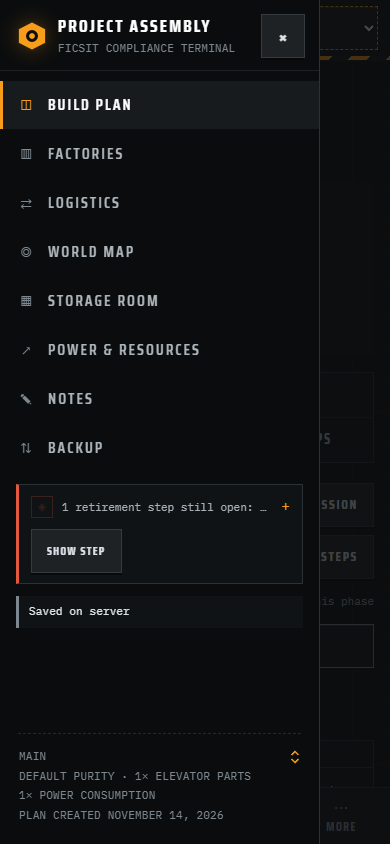 PROJECT ASSEMBLY
FICSIT COMPLIANCE TERMINAL
BUILD PLAN
FACTORIES
LOGISTICS
WORLD MAP
STORAGE ROOM
POWER & RESOURCES
NOTES
BACKUP
1 retirement step still open: … +
SHOW STEP
Saved on server
MAIN
DEFAULT PURITY · 1× ELEVATOR PARTS
1× POWER CONSUMPTION
PLAN CREATED NOVEMBER 14, 2026
PS
SSION
STEPS
is phase
...
MORE